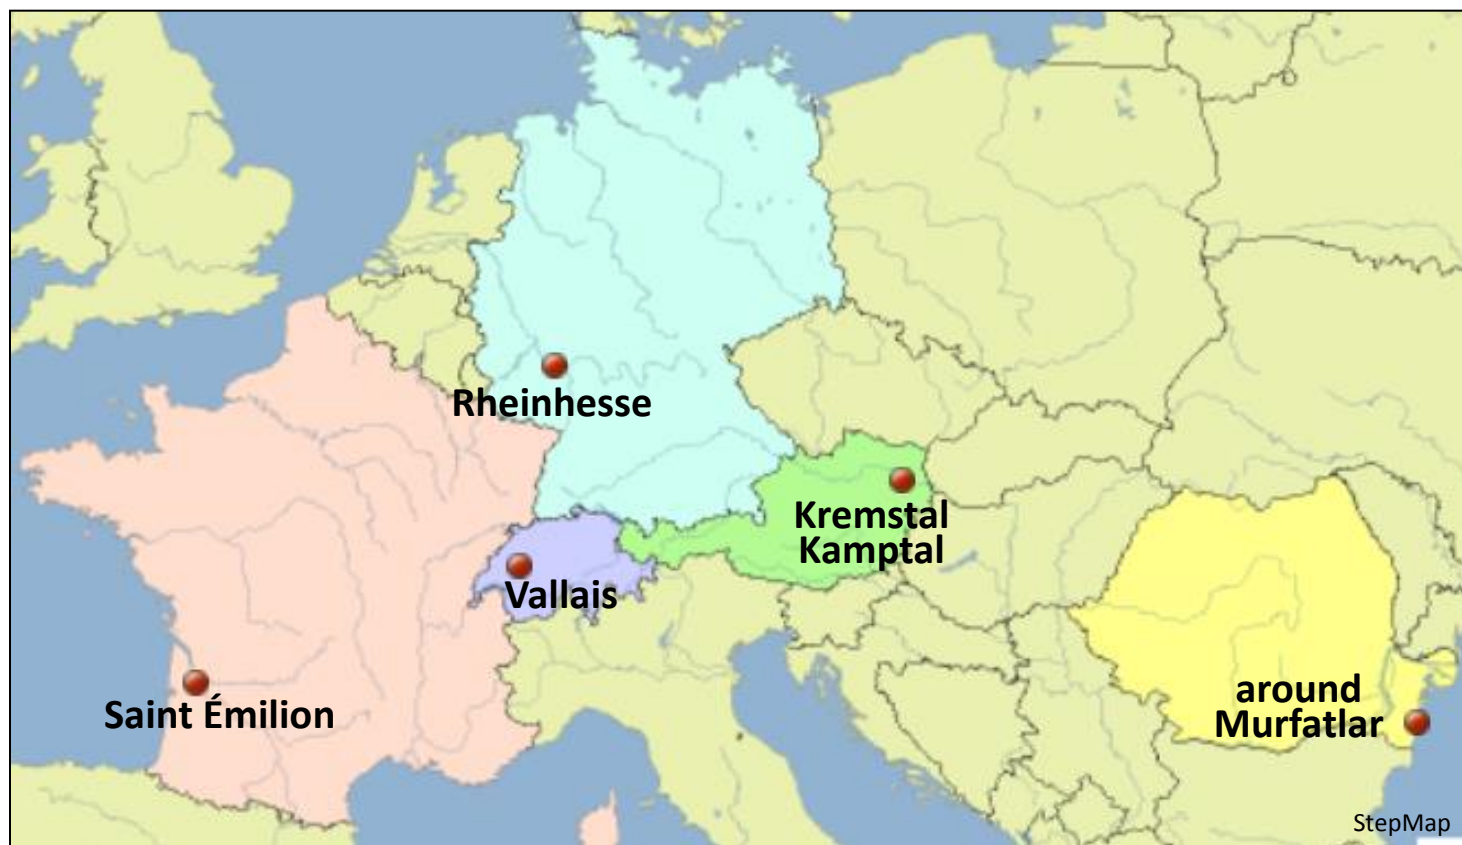 Rheinhesse
Kremstal
Kamptal
Vallais
Saint Émilion
around
Murfatlar
StepMap